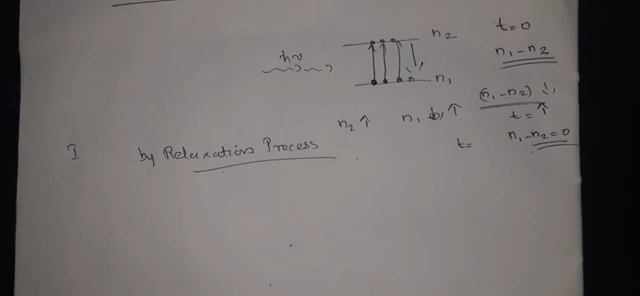 t=0
hν n₂
n₁-n₂
n₁
(n₁-n₂) ↓,
n₂ ↑ n₁ ↓, ↑ t=↑
I by Relaxation Process t= n₁-n₂=0